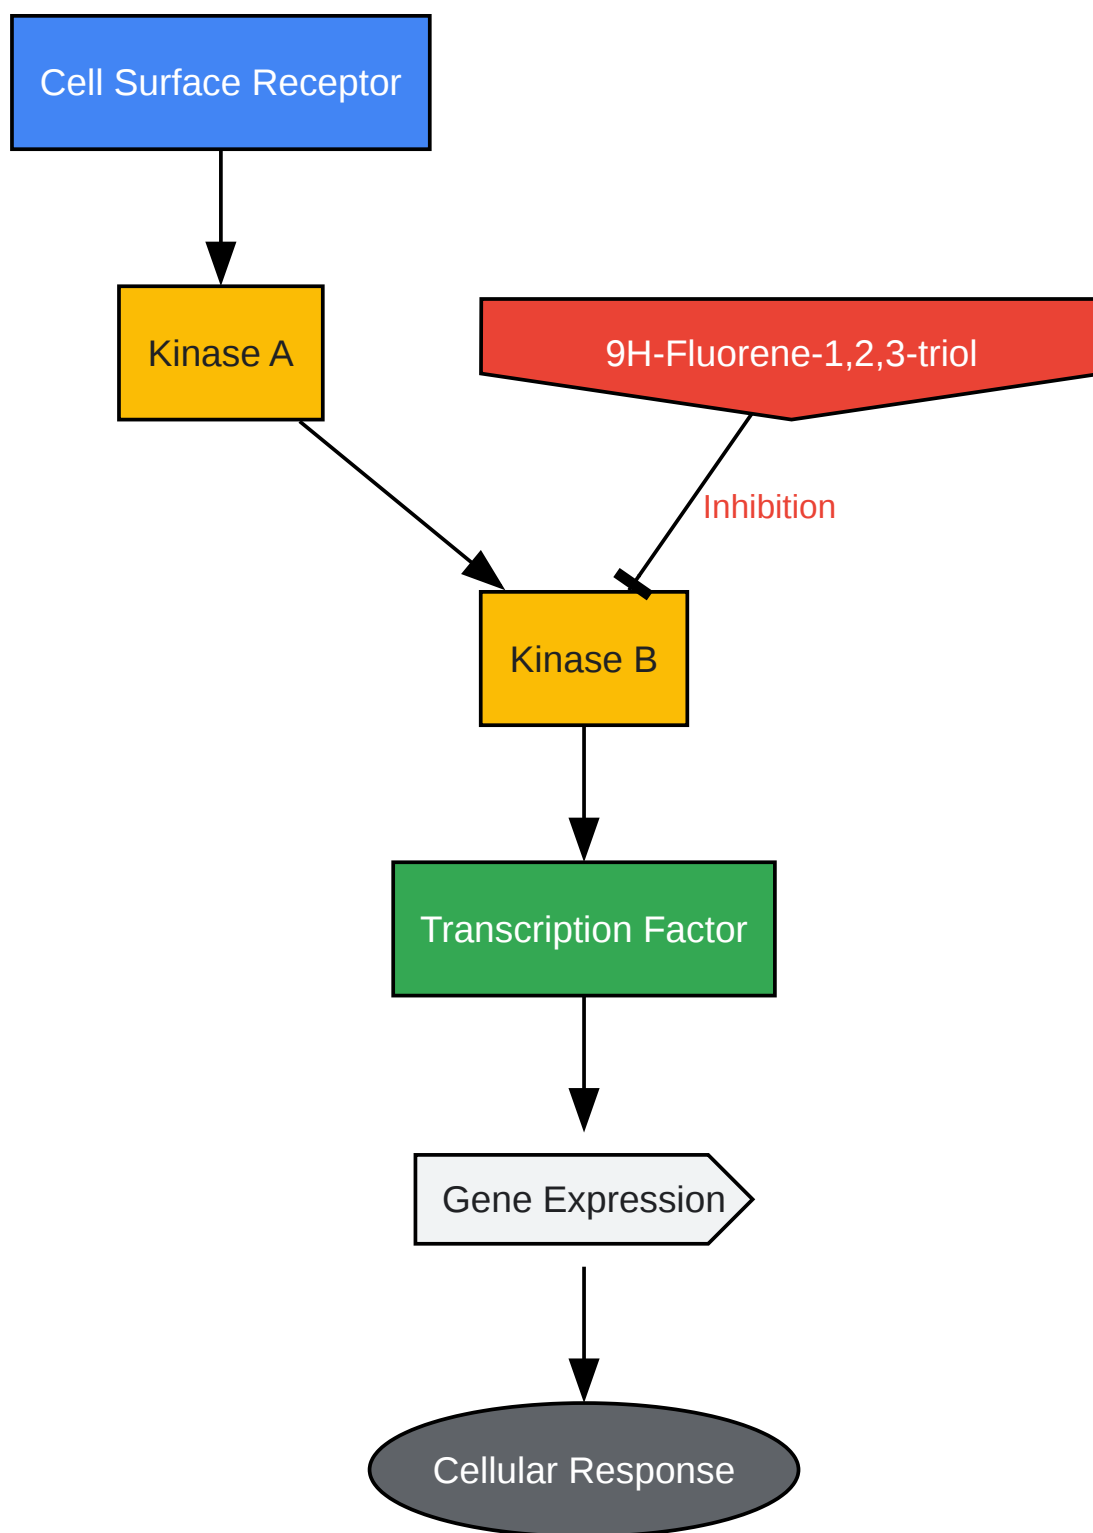 Cell Surface Receptor
Kinase A
9H-Fluorene-1,2,3-triol
Inhibition
Kinase B
Transcription Factor
Gene Expression
Cellular Response